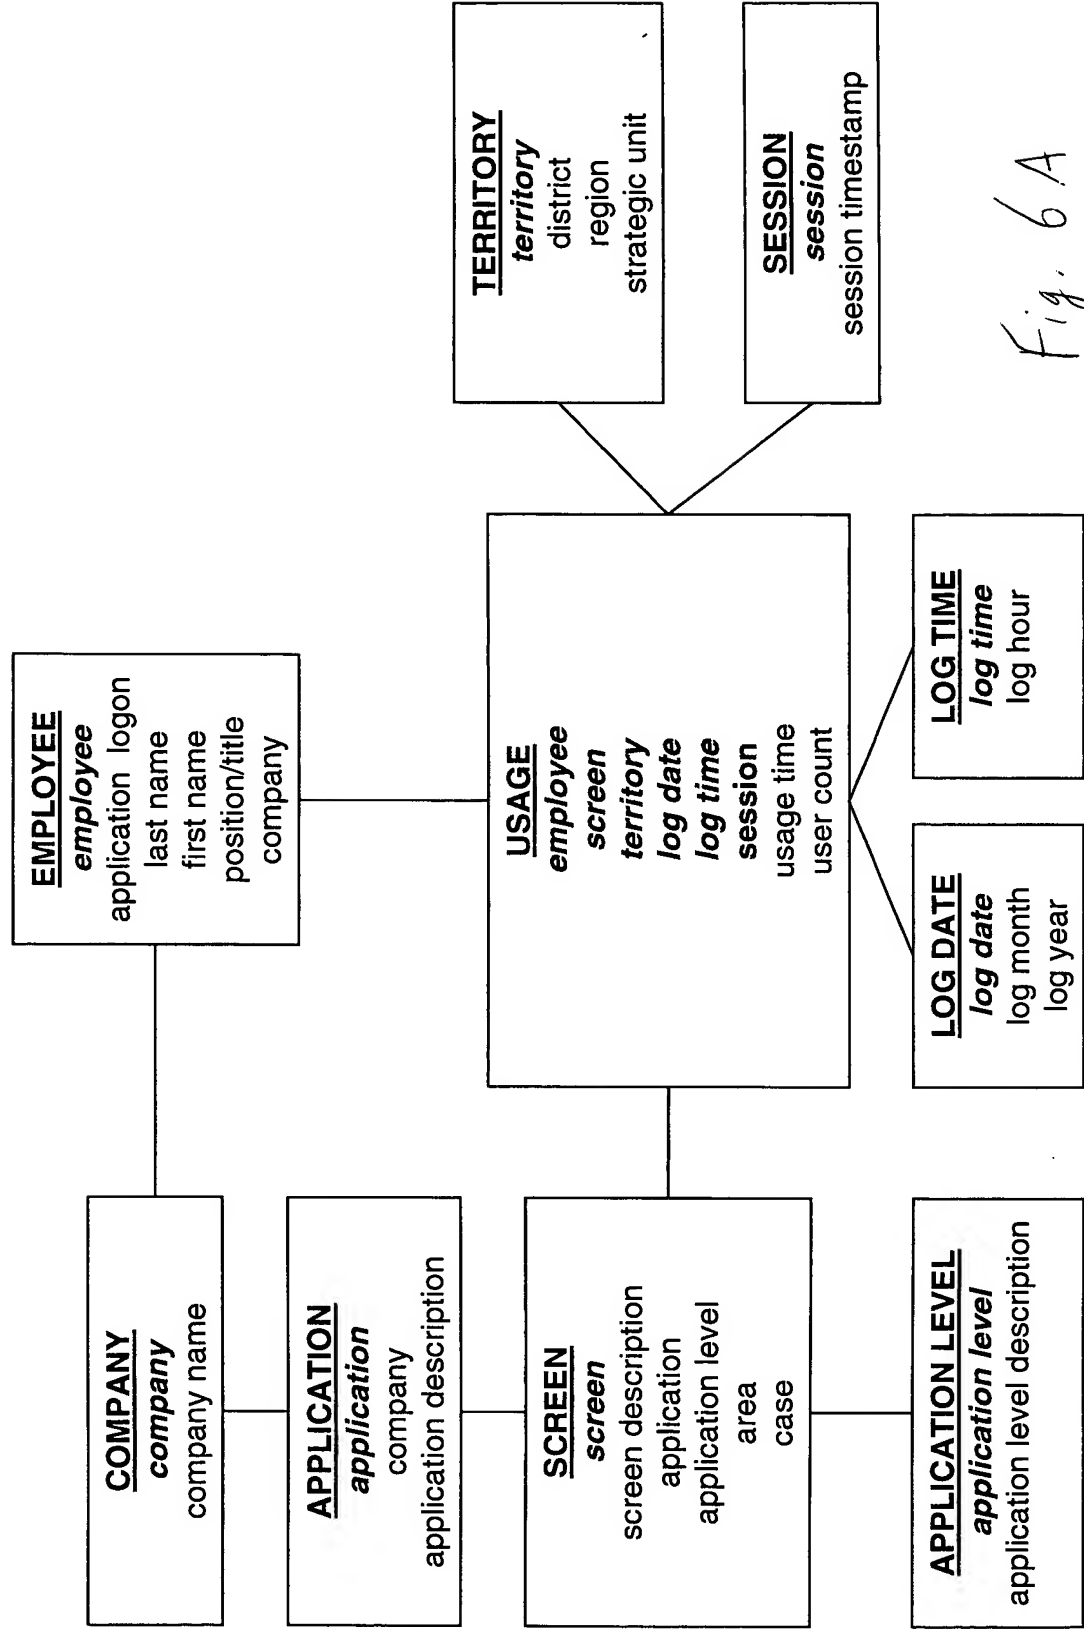 COMPANY
company
company name
APPLICATION
application
company
application description
SCREEN
screen
screen description
application
application level
area
case
APPLICATION LEVEL
application level
application level description
EMPLOYEE
employee
application logon
last name
first name
position/title
company
USAGE
employee
screen
territory
log date
log time
session
usage time
user count
LOG DATE
log date
log month
log year
LOG TIME
log time
log hour
TERRITORY
territory
district
region
strategic unit
SESSION
session
session timestamp
Fig. 6A